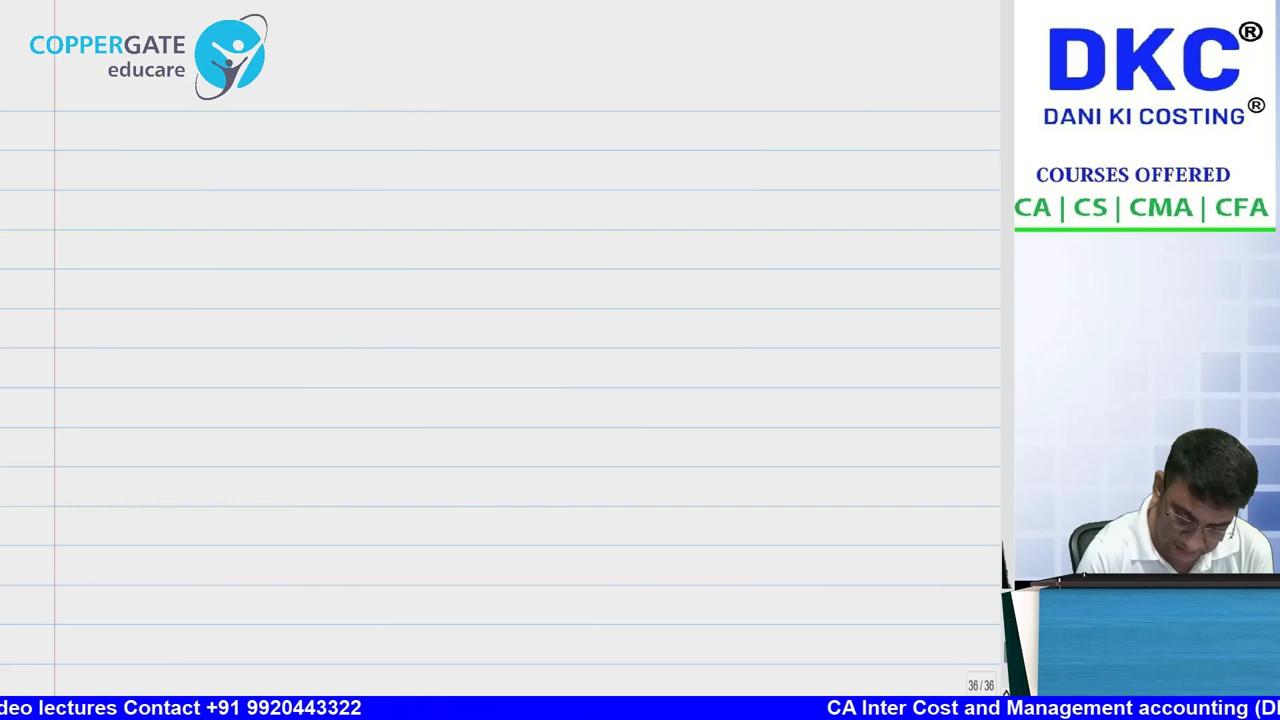 COPPERGATE
educare
DKC®
DANI KI COSTING®
COURSES OFFERED
CA | CS | CMA | CFA
36 / 36
deo lectures Contact +91 9920443322
CA Inter Cost and Management accounting (D